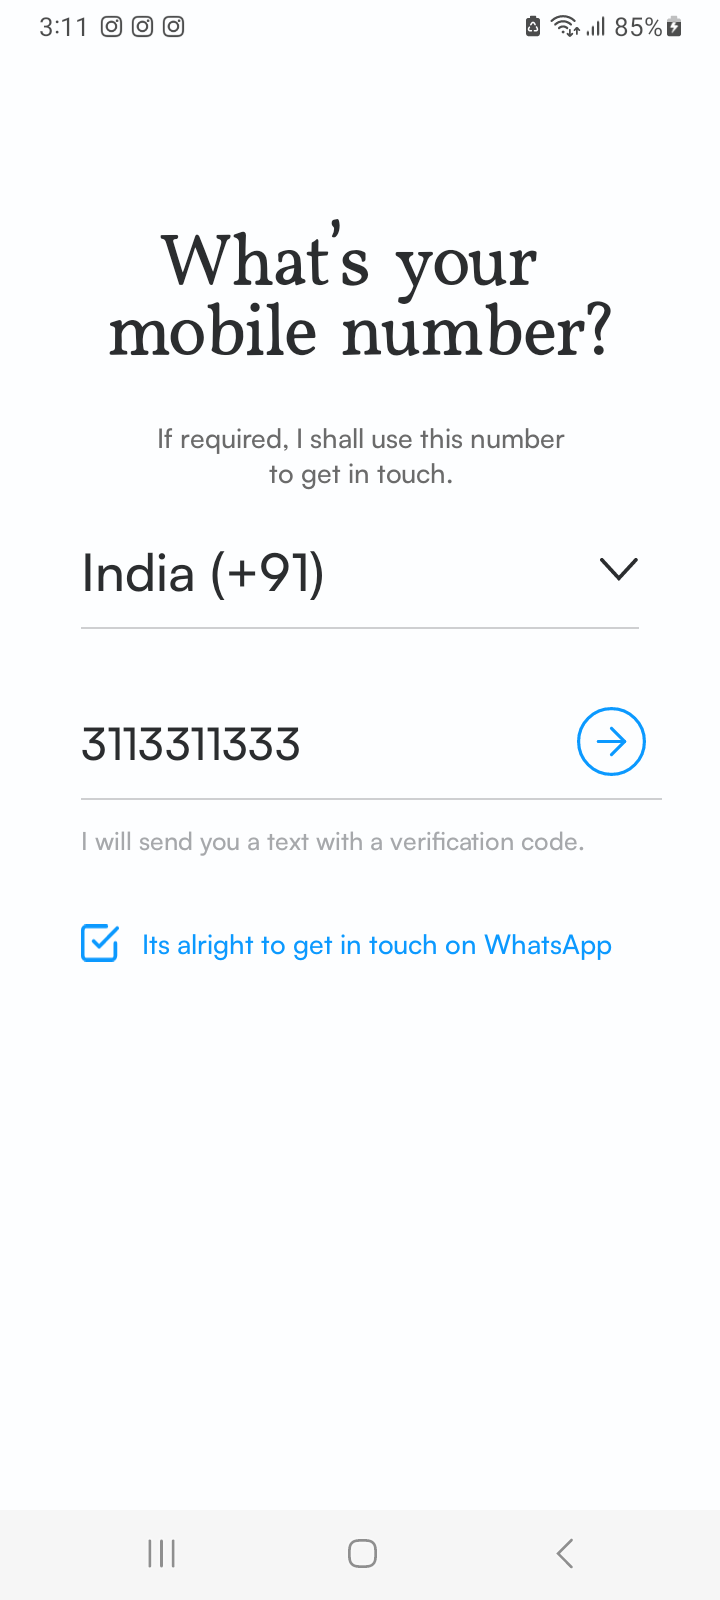 3:11 85%
What's your
mobile number?
If required, I shall use this number
to get in touch.
India (+91)
3113311333
I will send you a text with a verification code.
Its alright to get in touch on WhatsApp